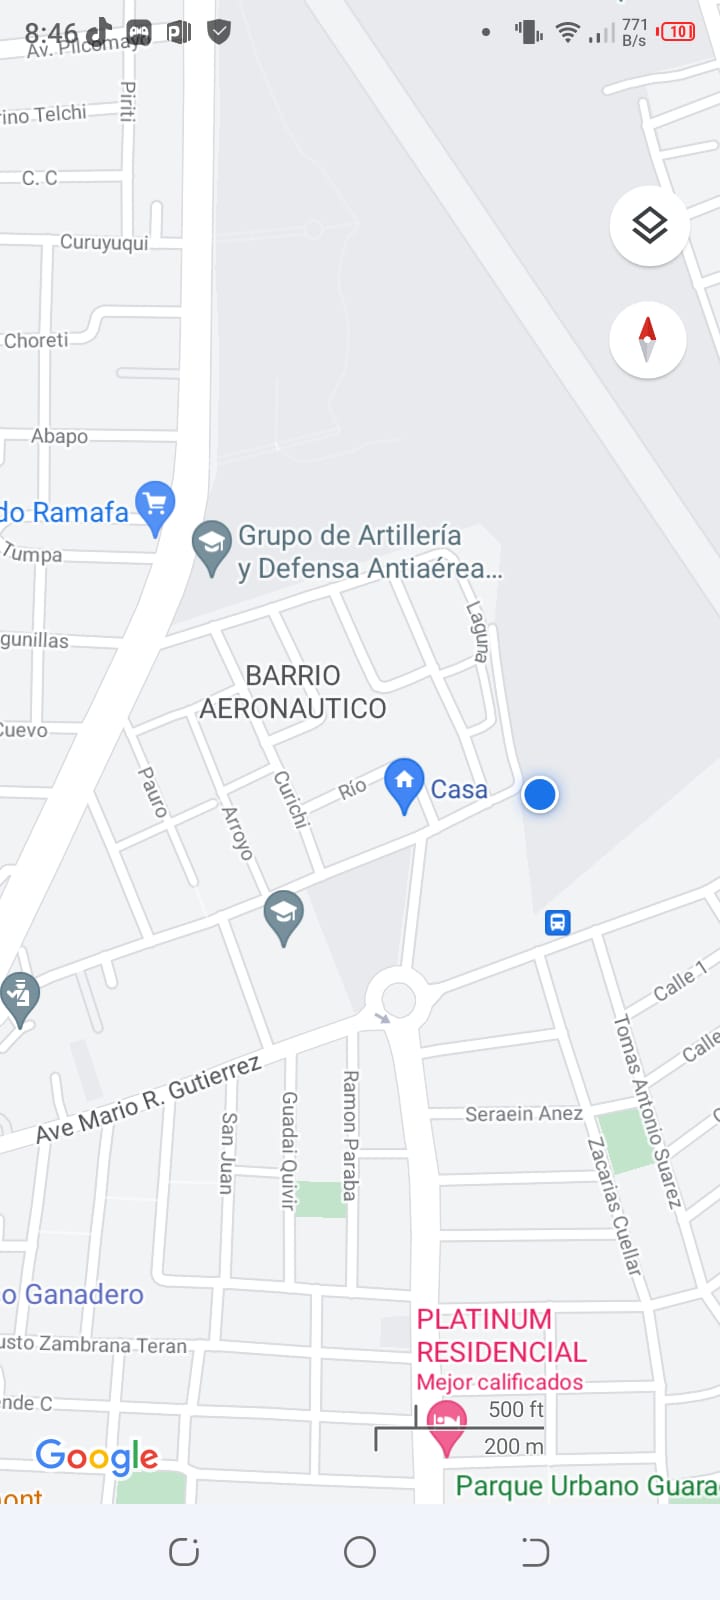 8:46
771
B/s
10
Av. Pilcomayo
Piriti
rino Telchi
C. C
Curuyuqui
Choreti
Abapo
do Ramafa
Grupo de Artillería
y Defensa Antiaérea...
Tumpa
Laguna
gunillas
BARRIO
AERONAUTICO
Cuevo
Pauro
Curichi
Río
Casa
Arroyo
Calle 1
Calle
Tomas Antonio Suarez
Ave Mario R. Gutierrez
Ramon Paraba
Guadai Quivir
San Juan
Seraein Anez
Zacarias Cuellar
o Ganadero
PLATINUM
RESIDENCIAL
Mejor calificados
usto Zambrana Teran
ende C
500 ft
200 m
Google
Parque Urbano Guara
ont